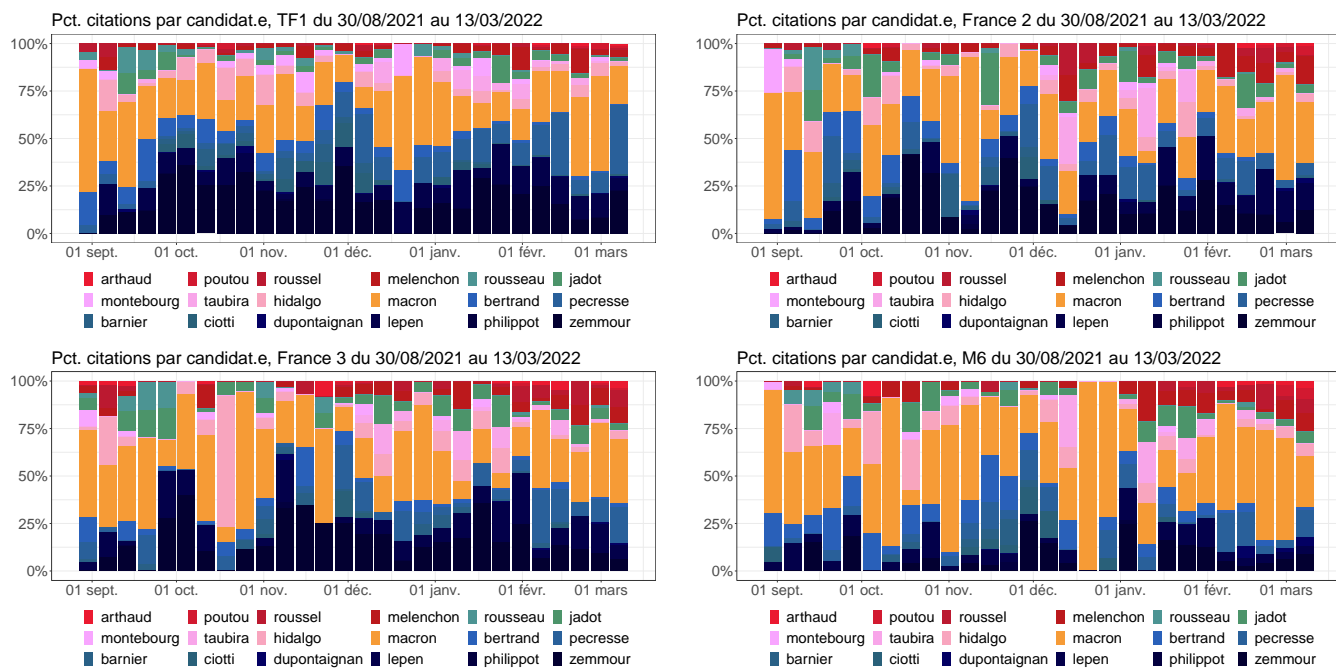 Pct. citations par candidat.e, TF1 du 30/08/2021 au 13/03/2022
100%
75%
50%
25%
0%
01 sept. 01 oct. 01 nov. 01 déc. 01 janv. 01 févr. 01 mars
arthaud poutou roussel melenchon rousseau jadot
montebourg taubira hidalgo macron bertrand pecresse
barnier ciotti dupontaignan lepen philippot zemmour
Pct. citations par candidat.e, France 2 du 30/08/2021 au 13/03/2022
100%
75%
50%
25%
0%
01 sept. 01 oct. 01 nov. 01 déc. 01 janv. 01 févr. 01 mars
arthaud poutou roussel melenchon rousseau jadot
montebourg taubira hidalgo macron bertrand pecresse
barnier ciotti dupontaignan lepen philippot zemmour
Pct. citations par candidat.e, France 3 du 30/08/2021 au 13/03/2022
100%
75%
50%
25%
0%
01 sept. 01 oct. 01 nov. 01 déc. 01 janv. 01 févr. 01 mars
arthaud poutou roussel melenchon rousseau jadot
montebourg taubira hidalgo macron bertrand pecresse
barnier ciotti dupontaignan lepen philippot zemmour
Pct. citations par candidat.e, M6 du 30/08/2021 au 13/03/2022
100%
75%
50%
25%
0%
01 sept. 01 oct. 01 nov. 01 déc. 01 janv. 01 févr. 01 mars
arthaud poutou roussel melenchon rousseau jadot
montebourg taubira hidalgo macron bertrand pecresse
barnier ciotti dupontaignan lepen philippot zemmour